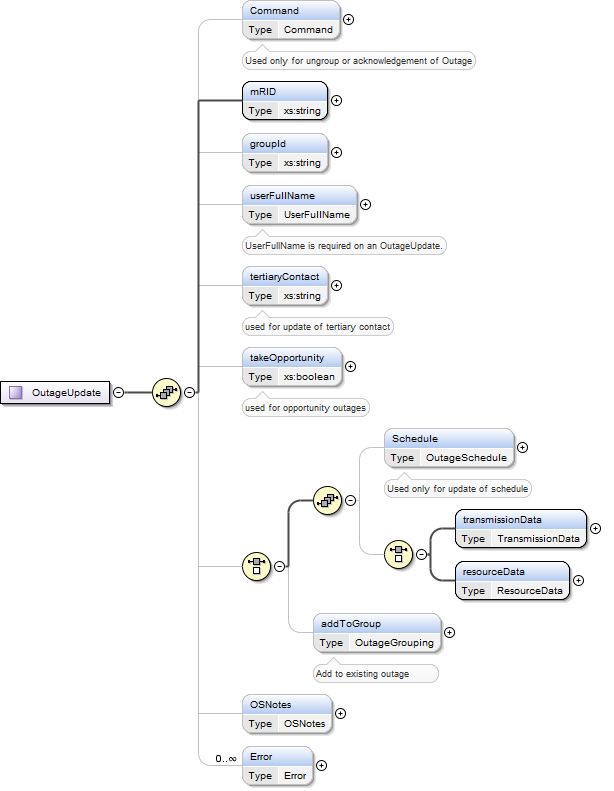 Command
Type Command
Used only for ungroup or acknowledgement of Outage
mRID
Type xs:string
groupId
Type xs:string
userFullName
Type UserFullName
UserFullName is required on an OutageUpdate.
tertiaryContact
Type xs:string
used for update of tertiary contact
takeOpportunity
Type xs:boolean
used for opportunity outages
OutageUpdate
Schedule
Type OutageSchedule
Used only for update of schedule
transmissionData
Type TransmissionData
resourceData
Type ResourceData
addToGroup
Type OutageGrouping
Add to existing outage
OSNotes
Type OSNotes
0..∞
Error
Type Error